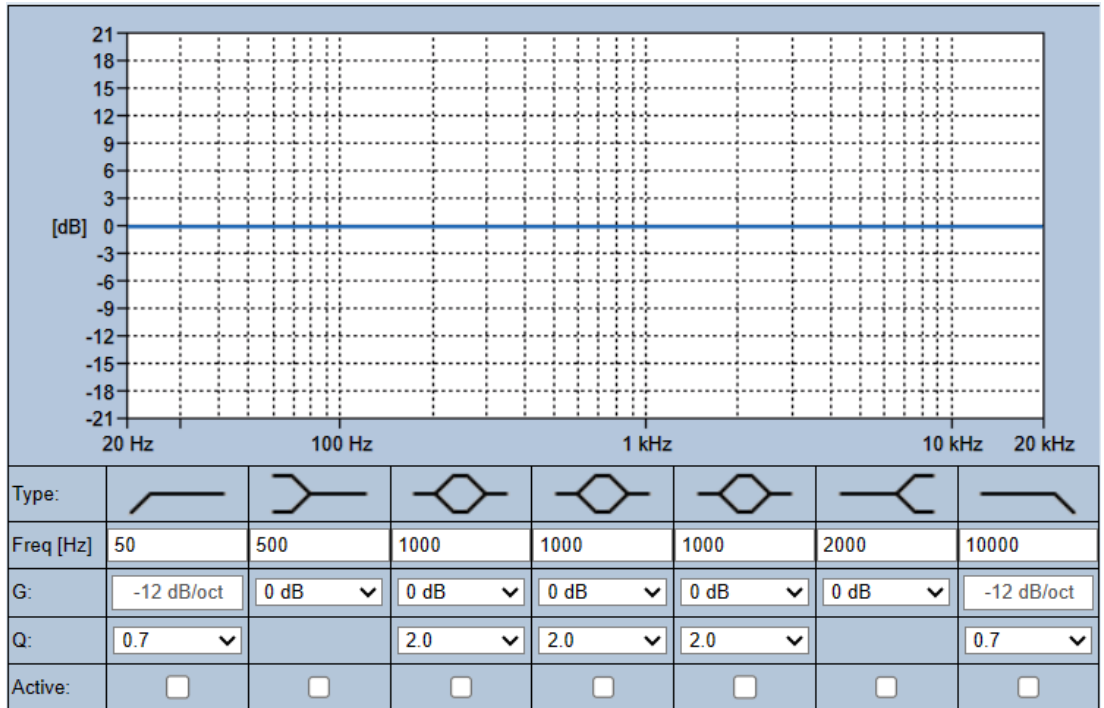 21
18
15
12
9
6
3
[dB] 0
-3
-6
-9
-12
-15
-18
-21
20 Hz 100 Hz 1 kHz 10 kHz 20 kHz
Type:
Freq [Hz] 50 500 1000 1000 1000 2000 10000
G: -12 dB/oct 0 dB 0 dB 0 dB 0 dB 0 dB -12 dB/oct
Q: 0.7 2.0 2.0 2.0 0.7
Active: